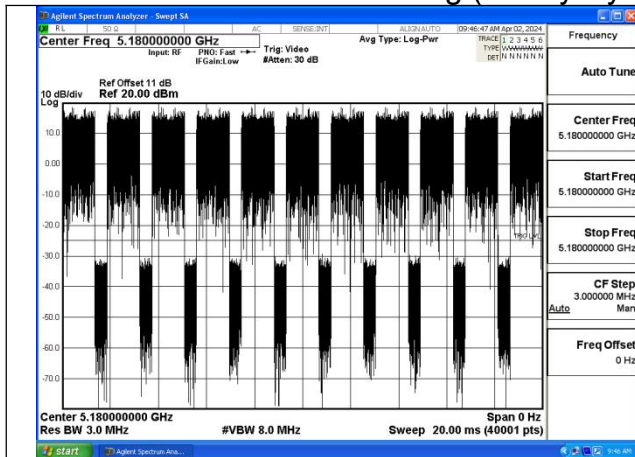 Agilent Spectrum Analyzer - Swept SA
RL 50 Ω AC SENSE:INT ALIGNAUTO 09:46:47 AM Apr 02, 2024
Center Freq 5.180000000 GHz Avg Type: Log-Pwr TRACE 1 2 3 4 5 6
Input: RF PNO: Fast Trig: Video TYPE WWWWWW
IFGain:Low #Atten: 30 dB DET N N N N N N
Ref Offset 11 dB
10 dB/div Ref 20.00 dBm
Log
10.0
0.00
-10.0
-20.0
TRIG LVL
-30.0
-40.0
-50.0
-60.0
-70.0
Center 5.180000000 GHz Span 0 Hz
Res BW 3.0 MHz #VBW 8.0 MHz Sweep 20.00 ms (40001 pts)
Frequency
Auto Tune
Center Freq
5.180000000 GHz
Start Freq
5.180000000 GHz
Stop Freq
5.180000000 GHz
CF Step
3.000000 MHz
Auto Man
Freq Offset
0 Hz
start Agilent Spectrum Ana... 9:46 AM